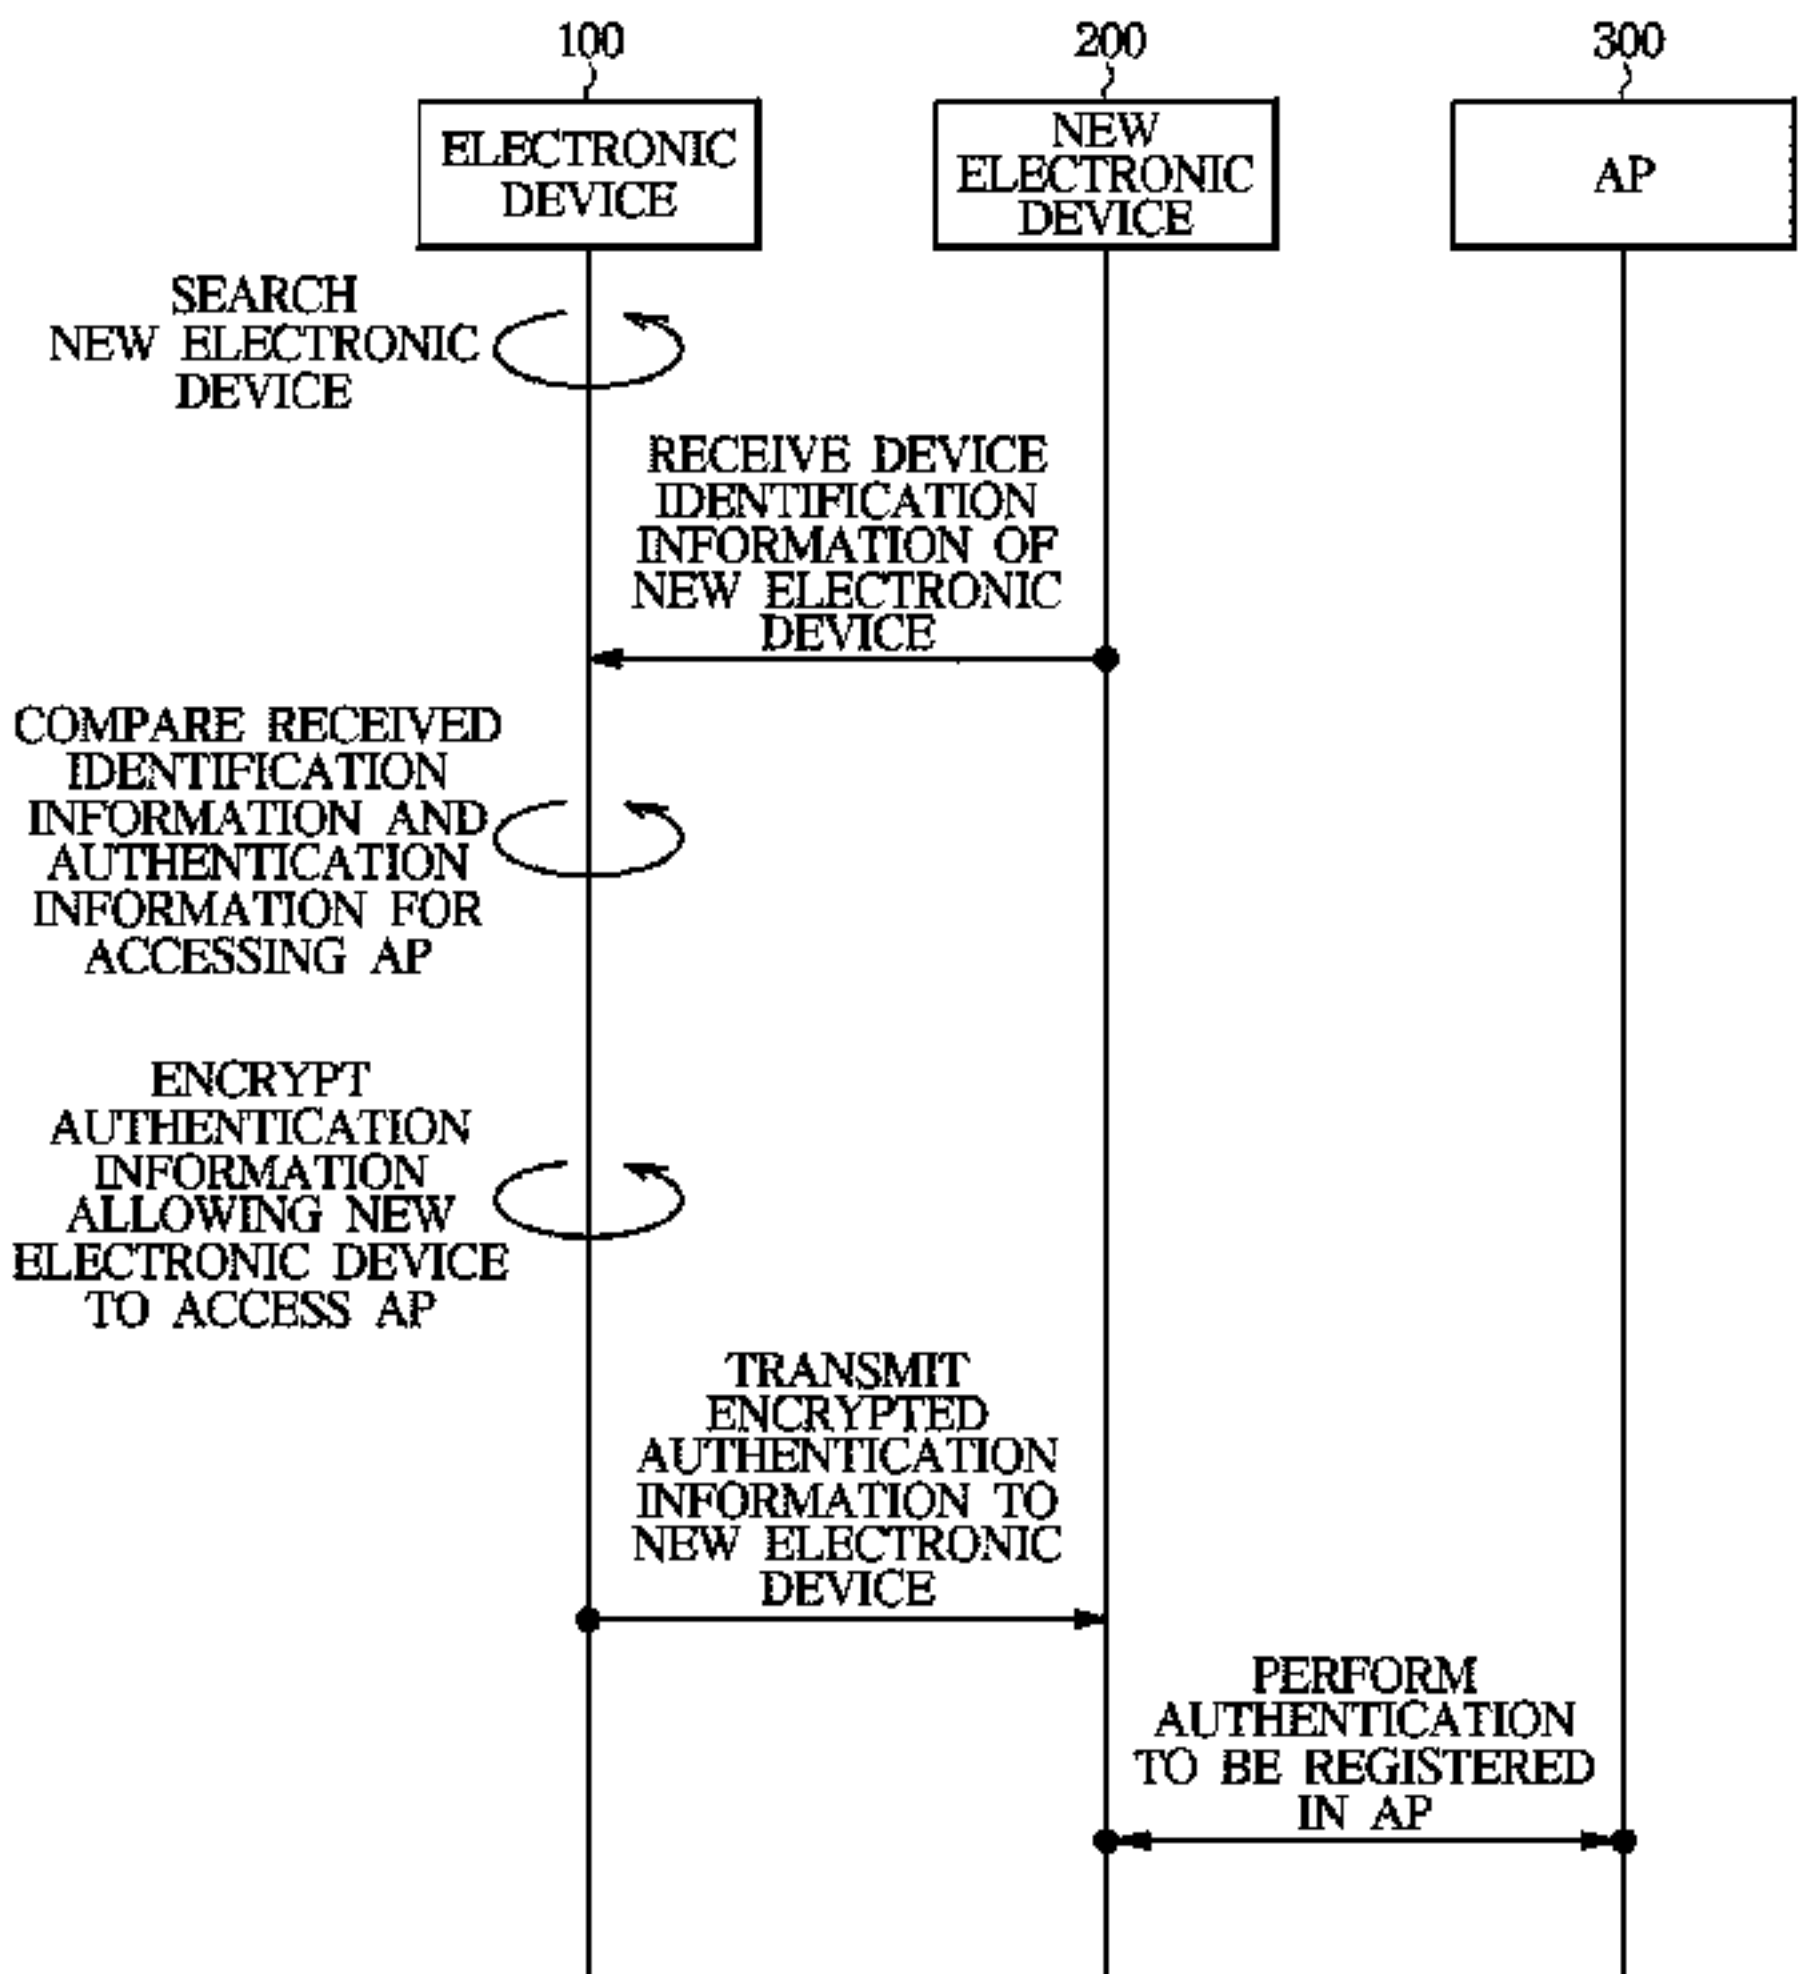 100
200
300
ELECTRONIC
DEVICE
NEW
ELECTRONIC
DEVICE
AP
SEARCH
NEW ELECTRONIC
DEVICE
RECEIVE DEVICE
IDENTIFICATION
INFORMATION OF
NEW ELECTRONIC
DEVICE
COMPARE RECEIVED
IDENTIFICATION
INFORMATION AND
AUTHENTICATION
INFORMATION FOR
ACCESSING AP
ENCRYPT
AUTHENTICATION
INFORMATION
ALLOWING NEW
ELECTRONIC DEVICE
TO ACCESS AP
TRANSMIT
ENCRYPTED
AUTHENTICATION
INFORMATION TO
NEW ELECTRONIC
DEVICE
PERFORM
AUTHENTICATION
TO BE REGISTERED
IN AP